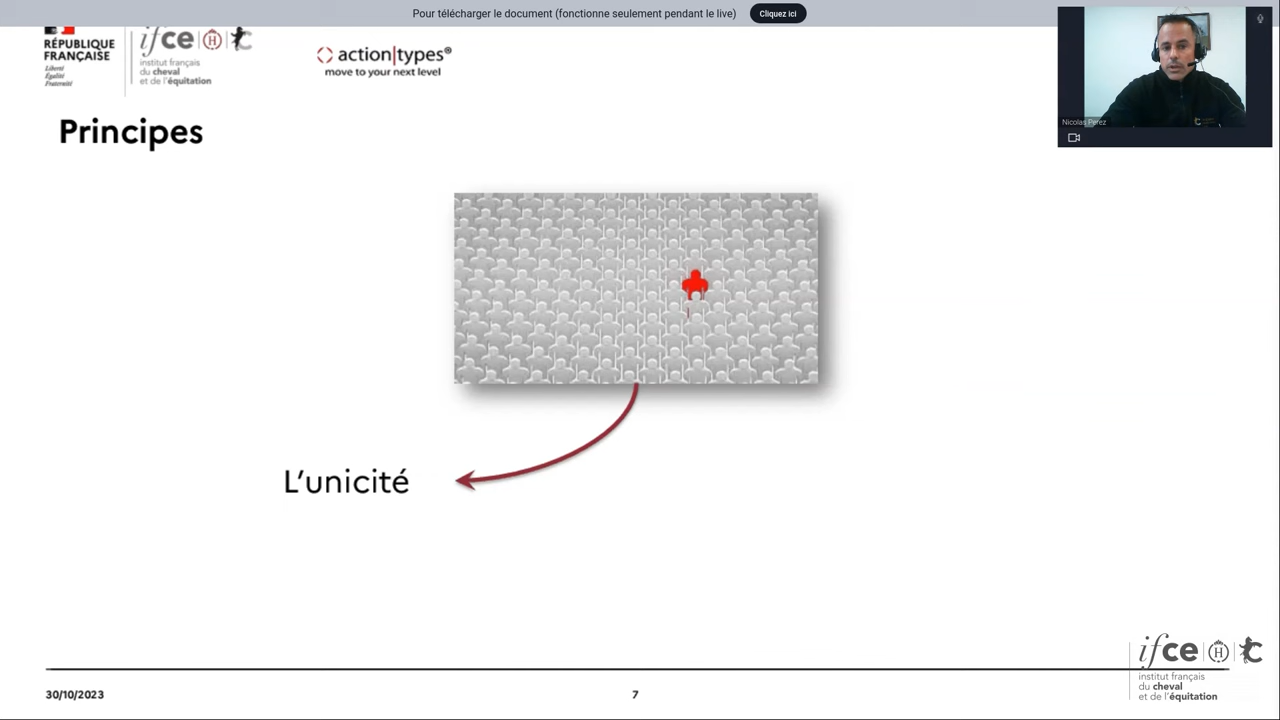 Pour télécharger le document (fonctionne seulement pendant le live)
Cliquez ici
RÉPUBLIQUE
FRANÇAISE
Liberté
Égalité
Fraternité
ifce
institut français
du cheval
et de l'équitation
action|types®
move to your next level
Nicolas Perez
Principes
L'unicité
30/10/2023
7
ifce
institut français
du cheval
et de l'équitation